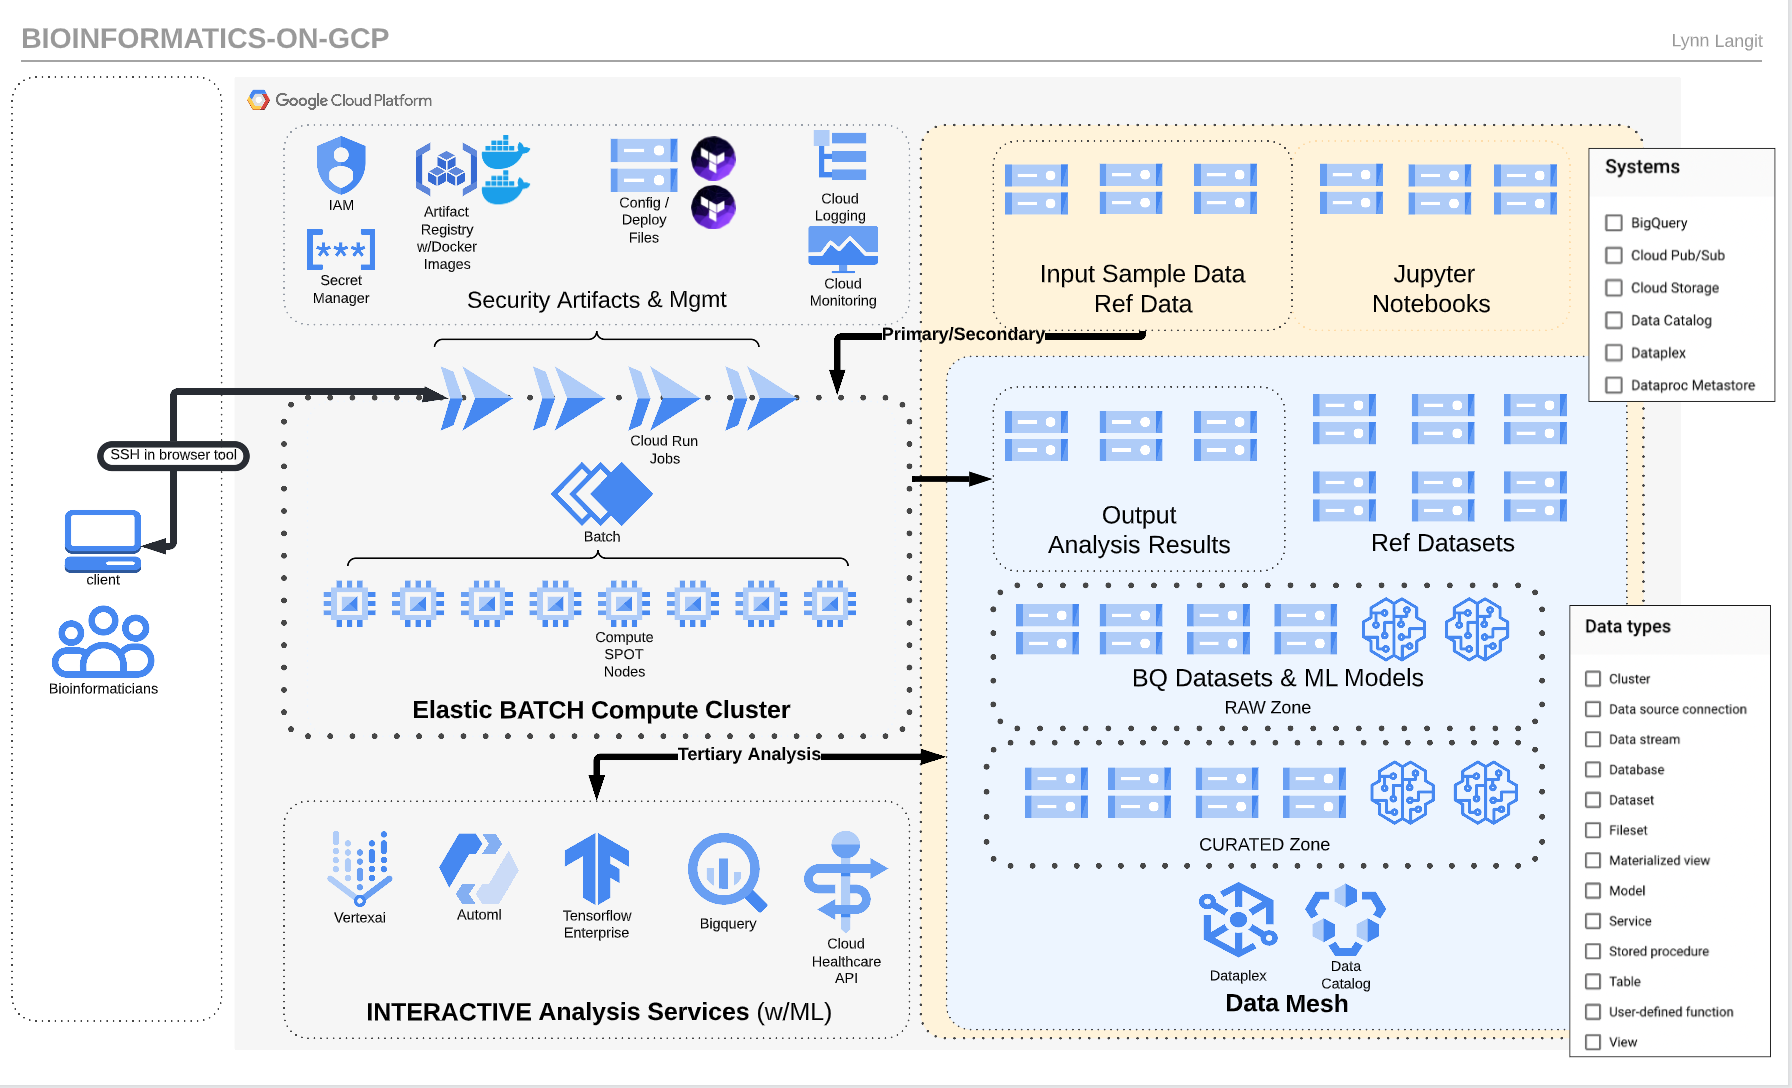 BIOINFORMATICS-ON-GCP
Lynn Langit
Google Cloud Platform
IAM
Secret
Manager
Artifact
Registry
w/Docker
Images
Config /
Deploy
Files
Cloud
Logging
Cloud
Monitoring
Security Artifacts & Mgmt
Input Sample Data
Ref Data
Jupyter
Notebooks
Systems
BigQuery
Cloud Pub/Sub
Cloud Storage
Data Catalog
Dataplex
Dataproc Metastore
Primary/Secondary
SSH in browser tool
client
Bioinformaticians
Cloud Run
Jobs
Batch
***
Compute
SPOT
Nodes
Elastic BATCH Compute Cluster
Output
Analysis Results
Ref Datasets
BQ Datasets & ML Models
RAW Zone
Tertiary Analysis
CURATED Zone
Dataplex
Data
Catalog
Data Mesh
Vertexai
Automl
Tensorflow
Enterprise
Bigquery
Cloud
Healthcare
API
INTERACTIVE Analysis Services (w/ML)
Data types
Cluster
Data source connection
Data stream
Database
Dataset
Fileset
Materialized view
Model
Service
Stored procedure
Table
User-defined function
View